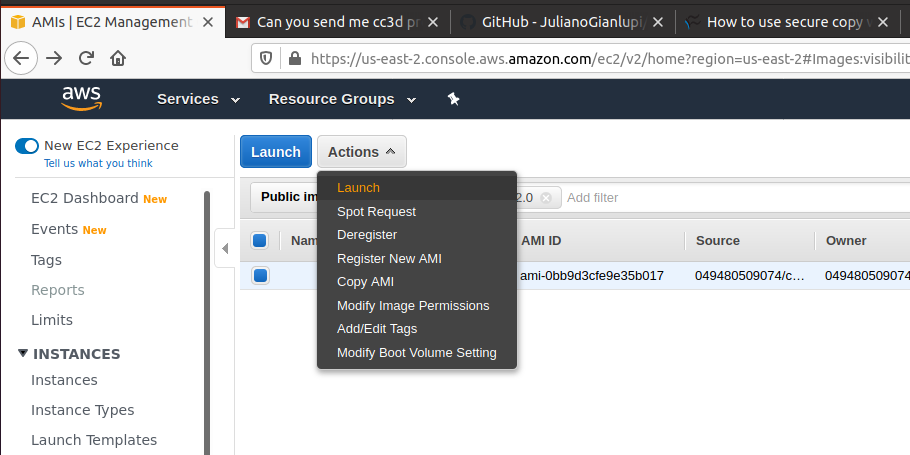 AMIs | EC2 Management
Can you send me cc3d pr
GitHub - JulianoGianlupi/
How to use secure copy
https://us-east-2.console.aws.amazon.com/ec2/v2/home?region=us-east-2#Images:visibilit
aws
Services
Resource Groups
New EC2 Experience
Tell us what you think
EC2 Dashboard New
Events New
Tags
Reports
Limits
INSTANCES
Instances
Instance Types
Launch Templates
Launch
Actions
Launch
Spot Request
Deregister
Register New AMI
Copy AMI
Modify Image Permissions
Add/Edit Tags
Modify Boot Volume Setting
Public im
2.0
Add filter
Nam
AMI ID
Source
Owner
ami-0bb9d3cfe9e35b017
049480509074/c...
049480509074